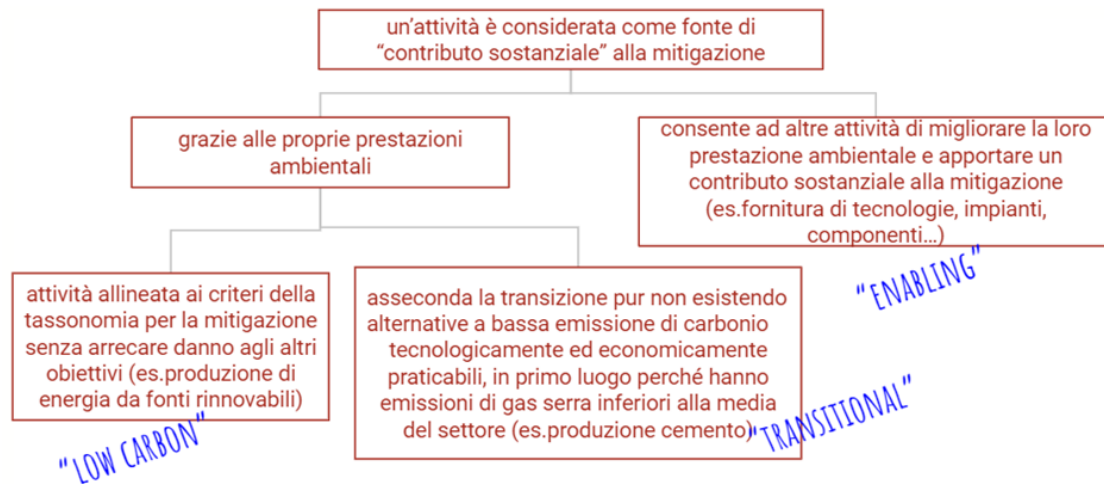 un'attività è considerata come fonte di
“contributo sostanziale” alla mitigazione
grazie alle proprie prestazioni
ambientali
consente ad altre attività di migliorare la loro
prestazione ambientale e apportare un
contributo sostanziale alla mitigazione
(es.fornitura di tecnologie, impianti,
componenti…)
“ENABLING”
attività allineata ai criteri della
tassonomia per la mitigazione
senza arrecare danno agli altri
obiettivi (es.produzione di
energia da fonti rinnovabili)
“LOW CARBON”
asseconda la transizione pur non esistendo
alternative a bassa emissione di carbonio
tecnologicamente ed economicamente
praticabili, in primo luogo perché hanno
emissioni di gas serra inferiori alla media
del settore (es.produzione cemento)
“TRANSITIONAL”